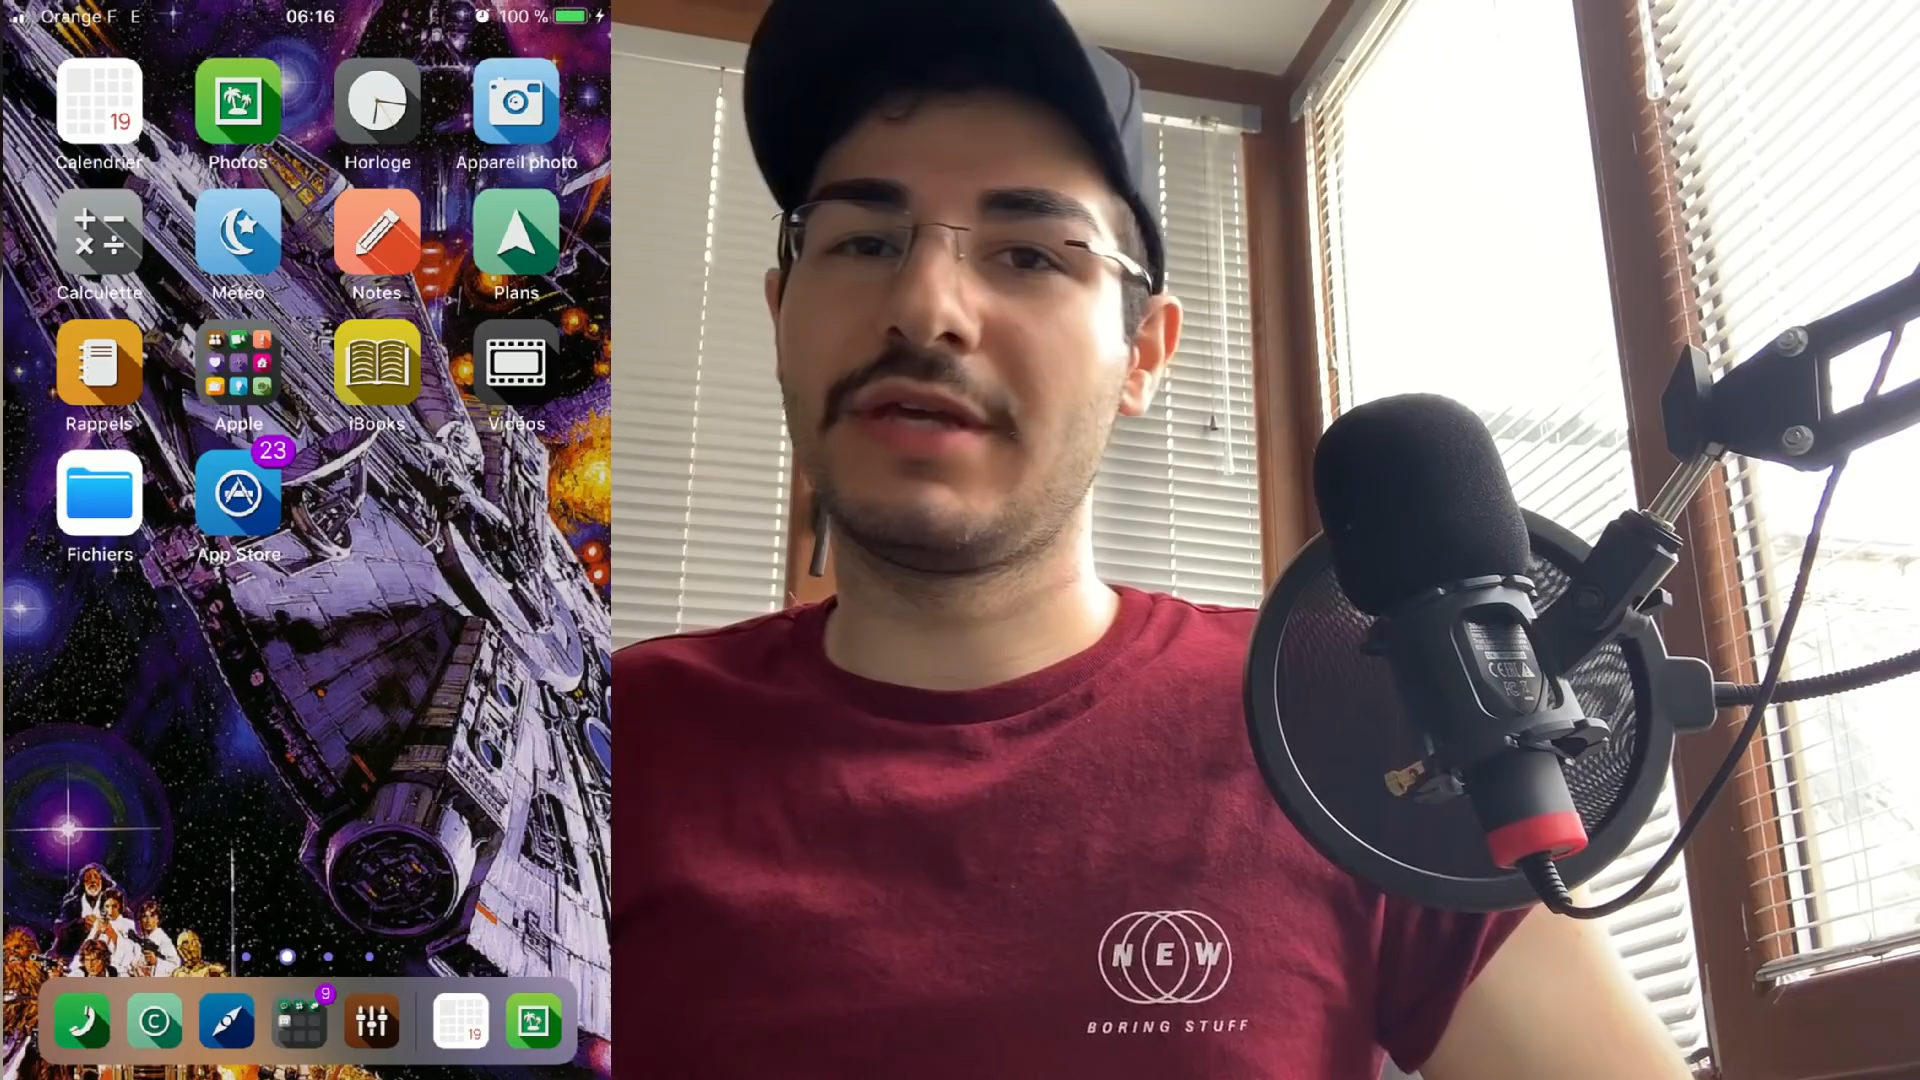 Orange F E 06:16 100 %
19
Calendrier Photos Horloge Appareil photo
Calculette Météo Notes Plans
Rappels Apple iBooks Vidéos
23
Fichiers App Store
9
C
19
NEW
BORING STUFF
CE